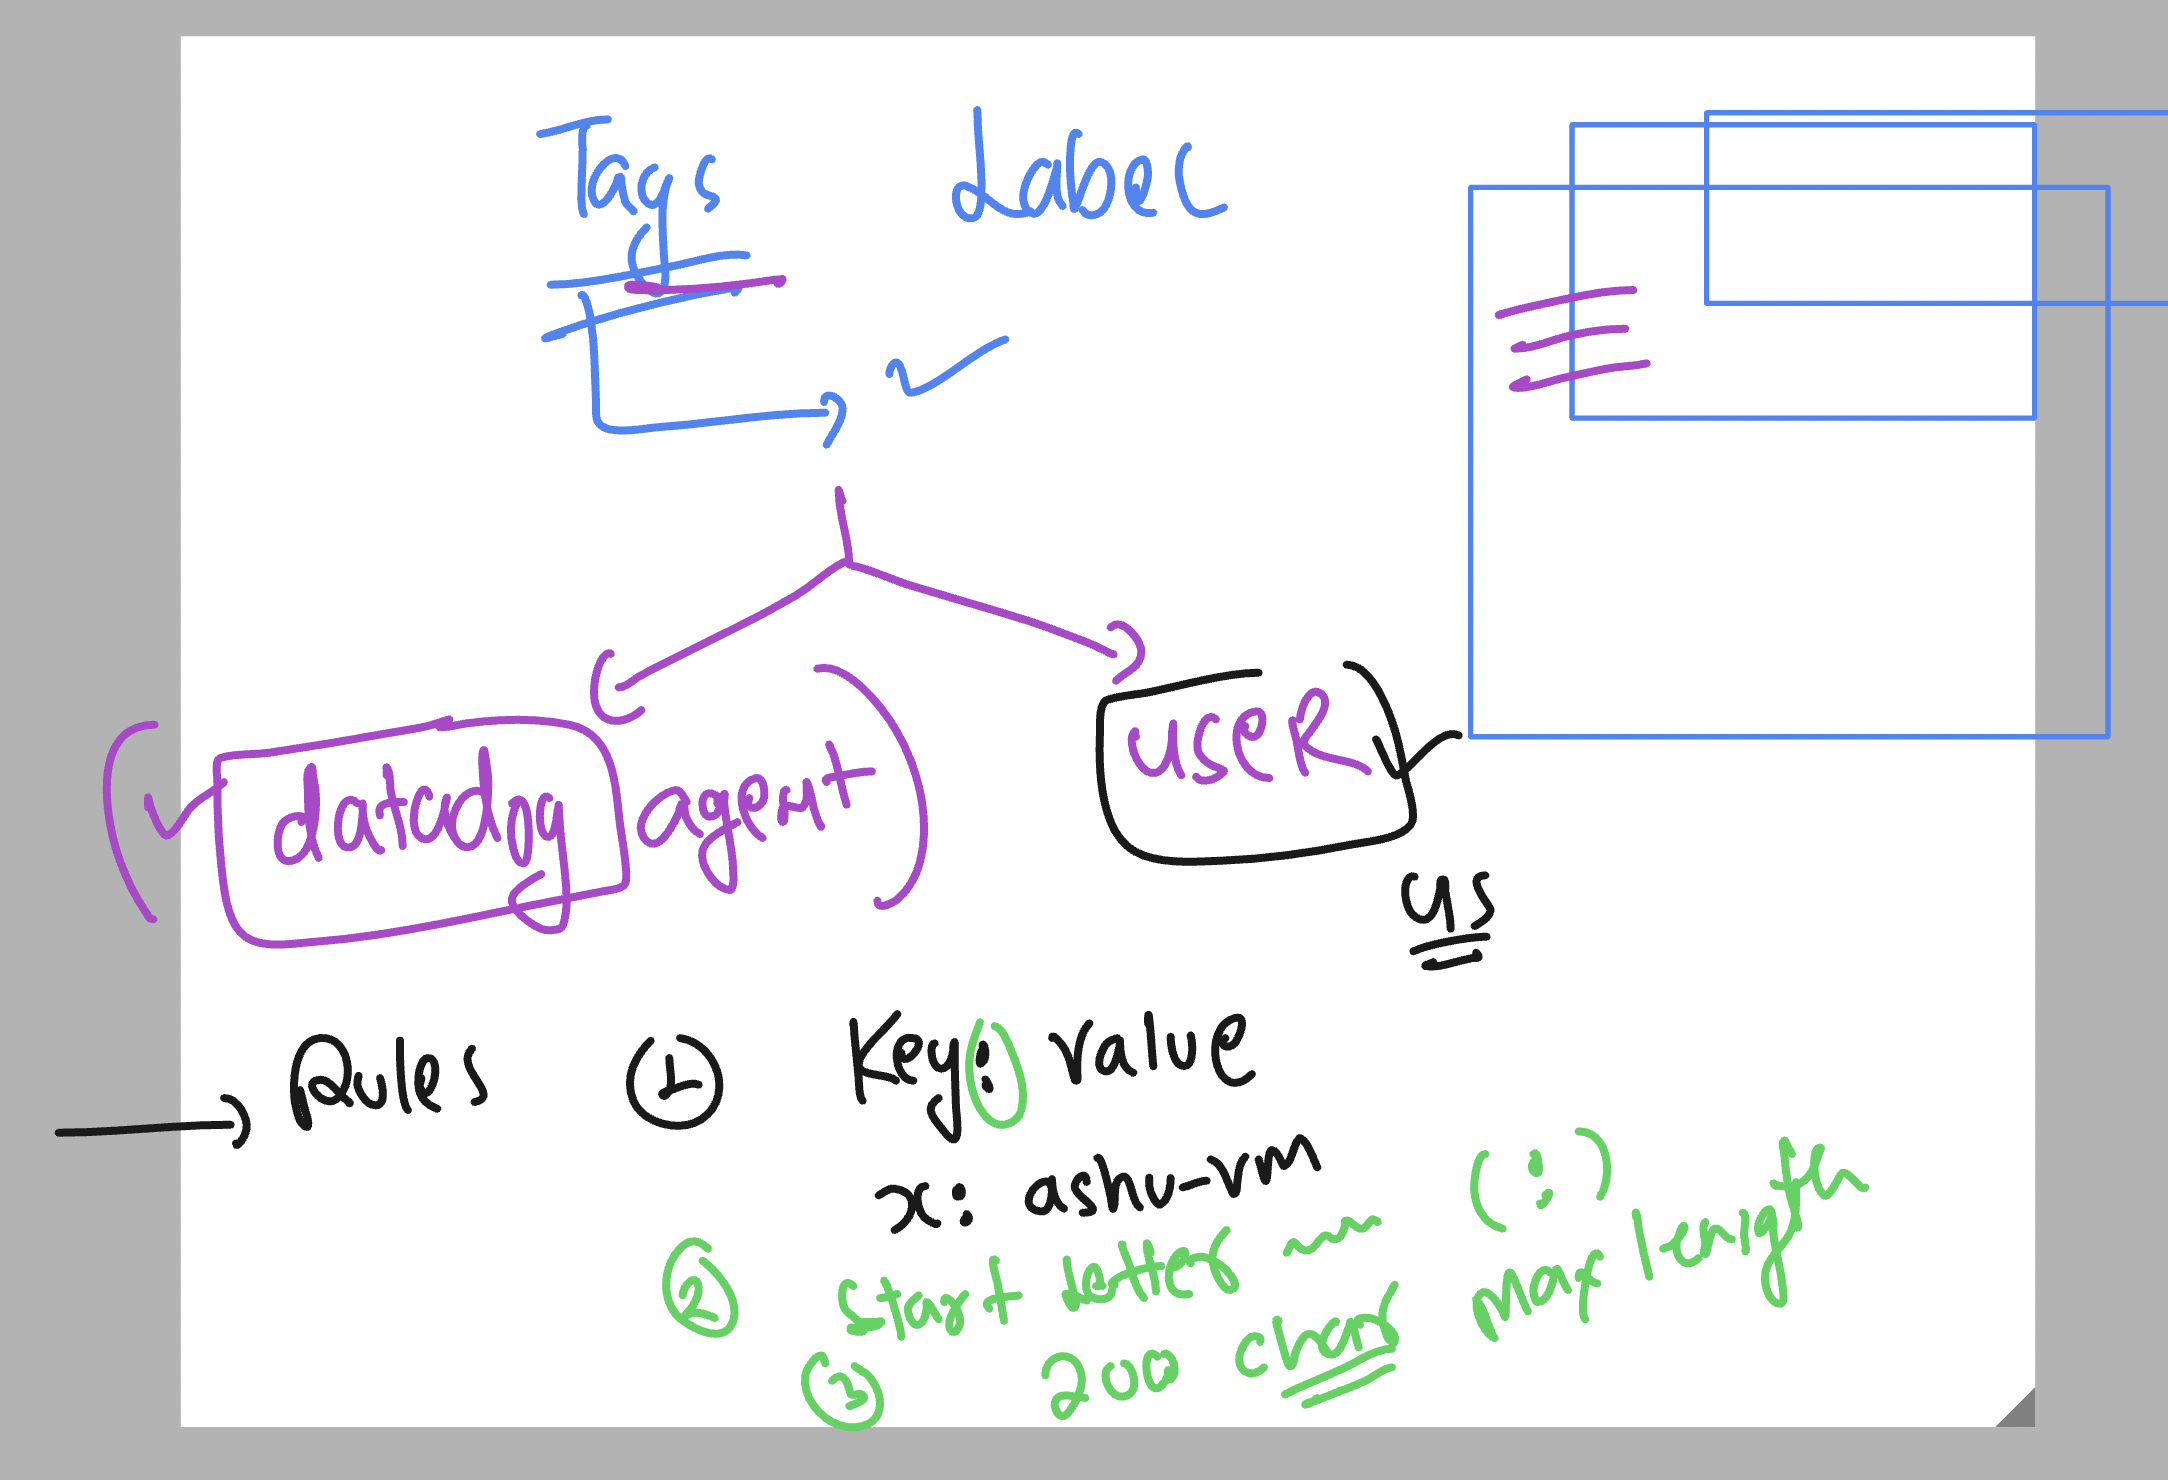 Tags Label
datadog agent
useR
us
Rules ① Key: value
x: ashu-vm
② start letter (:)
③ 200 char max length